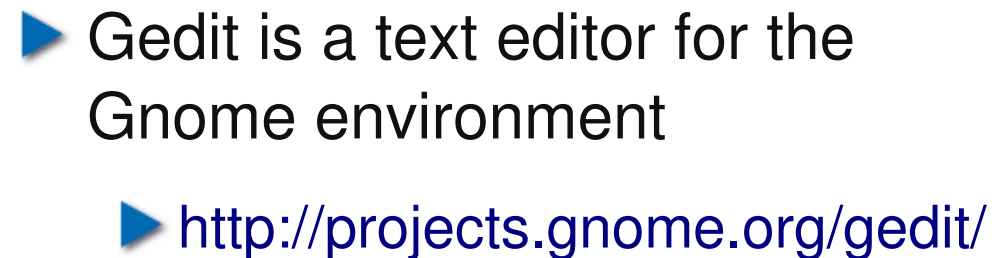 Gedit is a text editor for the
Gnome environment
http://projects.gnome.org/gedit/